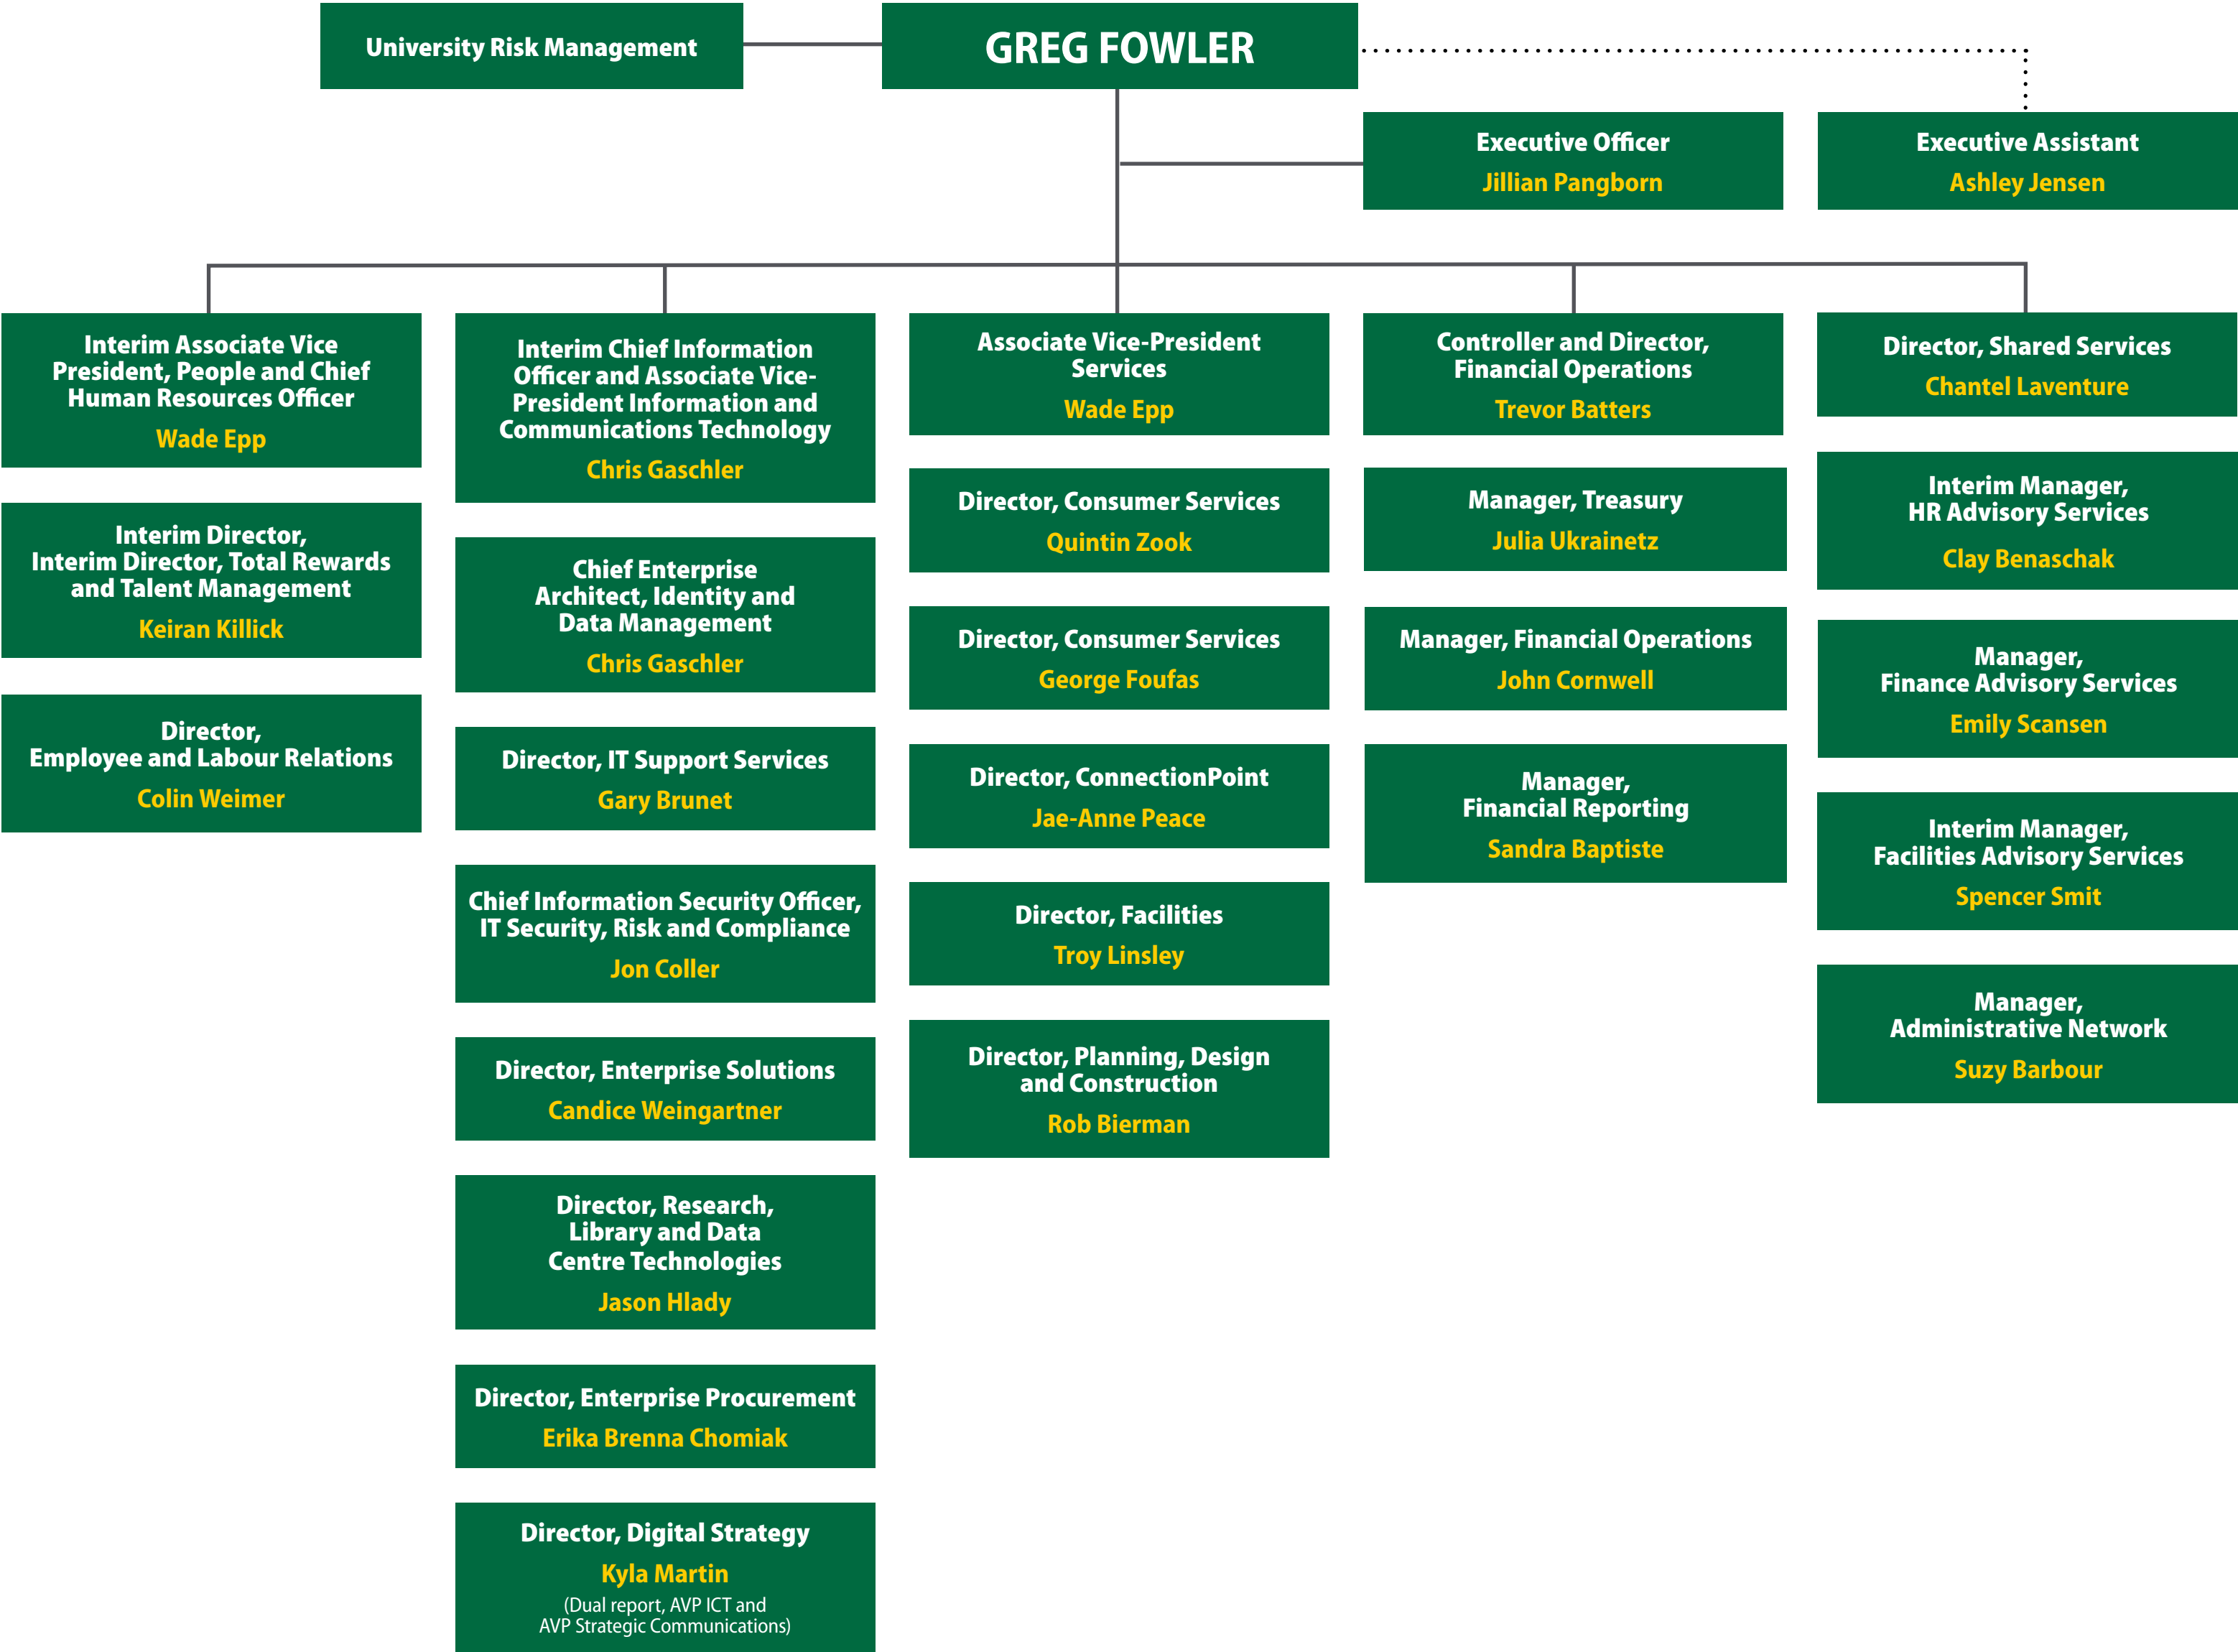 University Risk Management
GREG FOWLER
Executive Officer
Jillian Pangborn
Executive Assistant
Ashley Jensen
Interim Associate Vice
President, People and Chief
Human Resources Officer
Wade Epp
Interim Director,
Interim Director, Total Rewards
and Talent Management
Keiran Killick
Director,
Employee and Labour Relations
Colin Weimer
Interim Chief Information
Officer and Associate Vice-
President Information and
Communications Technology
Chris Gaschler
Chief Enterprise
Architect, Identity and
Data Management
Chris Gaschler
Director, IT Support Services
Gary Brunet
Chief Information Security Officer,
IT Security, Risk and Compliance
Jon Coller
Director, Enterprise Solutions
Candice Weingartner
Director, Research,
Library and Data
Centre Technologies
Jason Hlady
Director, Enterprise Procurement
Erika Brenna Chomiak
Director, Digital Strategy
Kyla Martin
(Dual report, AVP ICT and
AVP Strategic Communications)
Associate Vice-President
Services
Wade Epp
Director, Consumer Services
Quintin Zook
Director, Consumer Services
George Foufas
Director, ConnectionPoint
Jae-Anne Peace
Director, Facilities
Troy Linsley
Director, Planning, Design
and Construction
Rob Bierman
Controller and Director,
Financial Operations
Trevor Batters
Manager, Treasury
Julia Ukrainetz
Manager, Financial Operations
John Cornwell
Manager,
Financial Reporting
Sandra Baptiste
Director, Shared Services
Chantel Laventure
Interim Manager,
HR Advisory Services
Clay Benaschak
Manager,
Finance Advisory Services
Emily Scansen
Interim Manager,
Facilities Advisory Services
Spencer Smit
Manager,
Administrative Network
Suzy Barbour